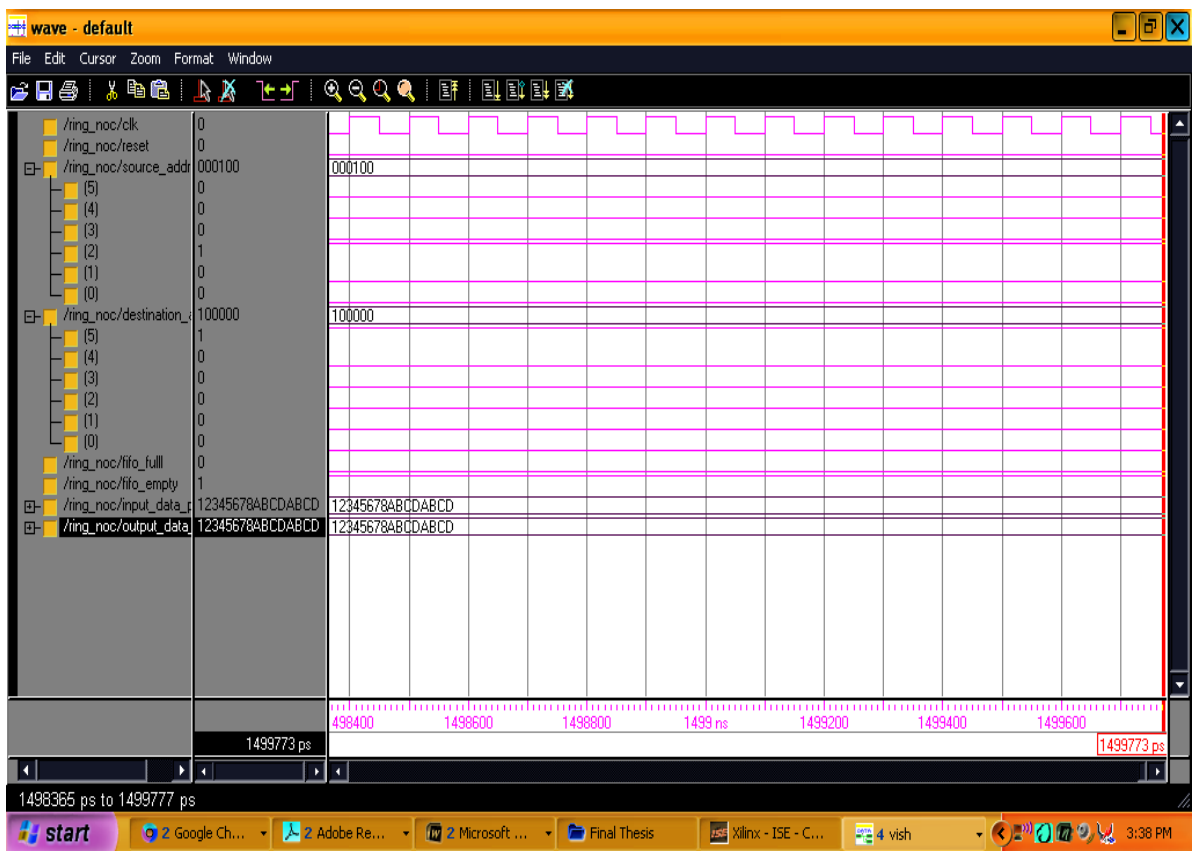 wave - default
File Edit Cursor Zoom Format Window
/ring_noc/clk 0
/ring_noc/reset 0
/ring_noc/source_addr 000100 000100
(5) 0
(4) 0
(3) 0
(2) 1
(1) 0
(0) 0
/ring_noc/destination_ 100000 100000
(5) 1
(4) 0
(3) 0
(2) 0
(1) 0
(0) 0
/ring_noc/fifo_fulll 0
/ring_noc/fifo_empty 1
/ring_noc/input_data_ 12345678ABCDABCD 12345678ABCDABCD
/ring_noc/output_data_ 12345678ABCDABCD 12345678ABCDABCD
498400 1498600 1498800 1499 ns 1499200 1499400 1499600
1499773 ps 1499773 ps
1498365 ps to 1499777 ps
start 2 Google Ch... 2 Adobe Re... 2 Microsoft ... Final Thesis Xilinx - ISE - C... 4 vish 3:38 PM